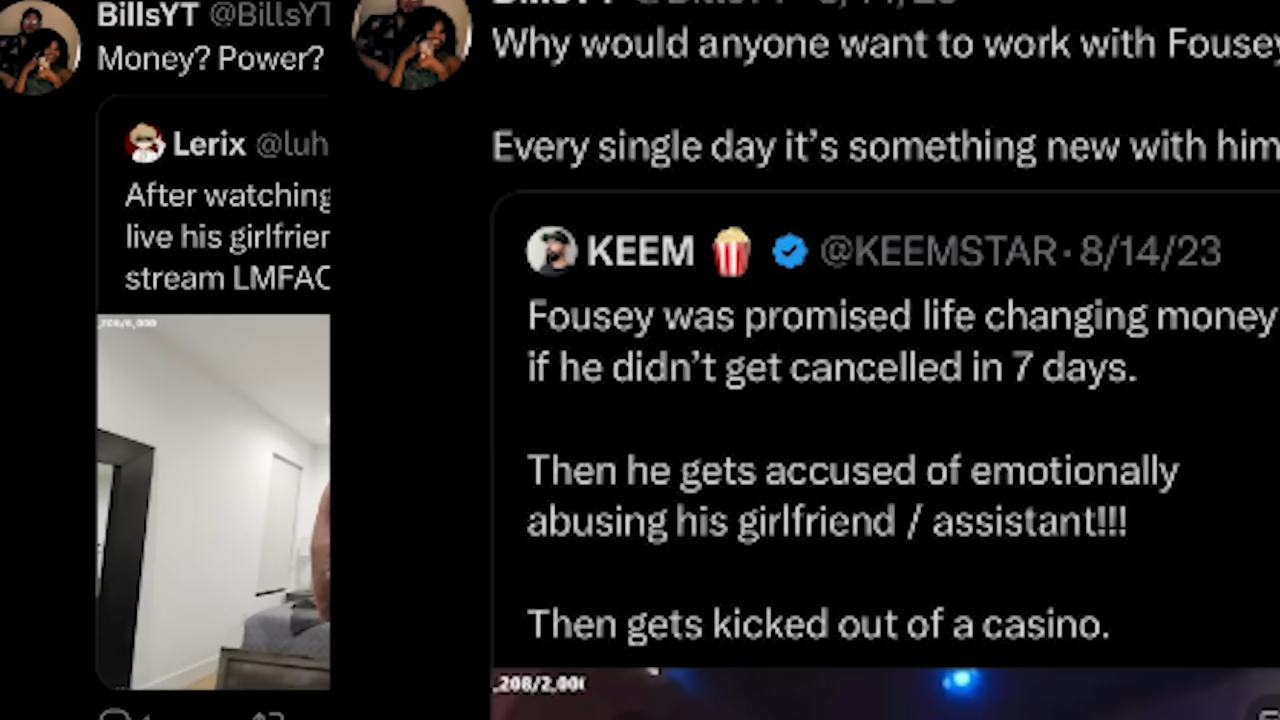 BillsYT @BillsYT
Money? Power?
Lerix @luh
After watching
live his girlfrien
stream LMFAO
Why would anyone want to work with Fousey
Every single day it's something new with him
KEEM @KEEMSTAR · 8/14/23
Fousey was promised life changing money
if he didn't get cancelled in 7 days.
Then he gets accused of emotionally
abusing his girlfriend / assistant!!!
Then gets kicked out of a casino.